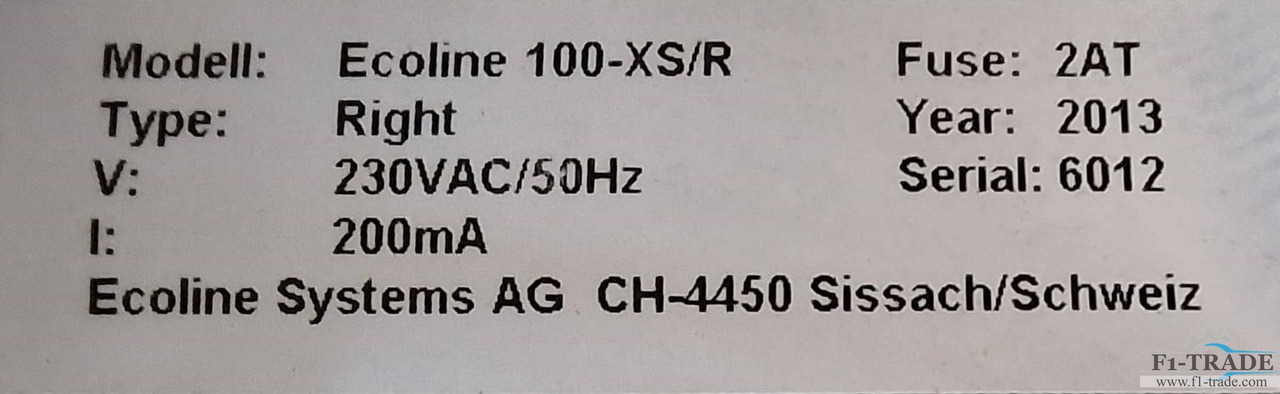 Modell: Ecoline 100-XS/R Fuse: 2AT
Type: Right Year: 2013
V: 230VAC/50Hz Serial: 6012
I: 200mA
Ecoline Systems AG CH-4450 Sissach/Schweiz
F1-TRADE
www.f1-trade.com